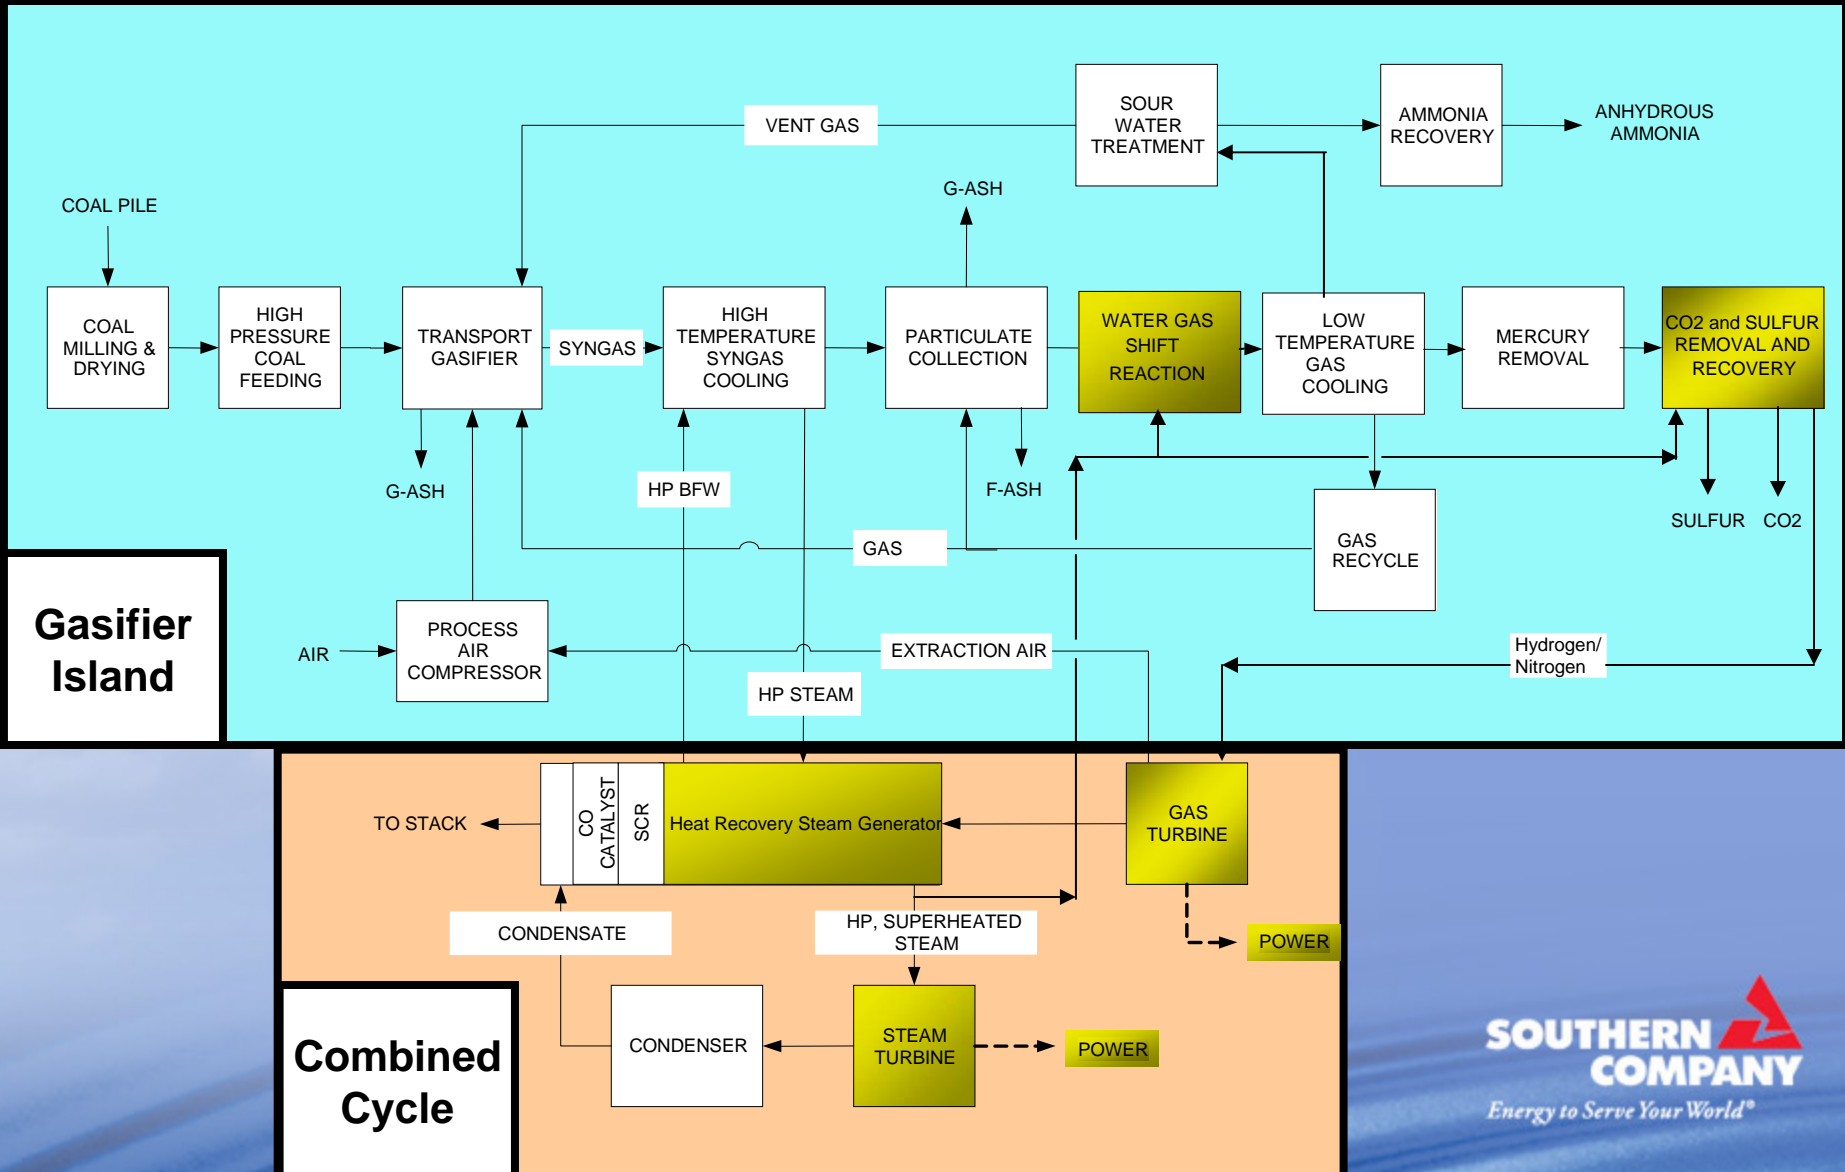 SOUR
WATER
TREATMENT
AMMONIA
RECOVERY
ANHYDROUS
AMMONIA
VENT GAS
G-ASH
COAL PILE
COAL
MILLING &
DRYING
HIGH
PRESSURE
COAL
FEEDING
TRANSPORT
GASIFIER
SYNGAS
HIGH
TEMPERATURE
SYNGAS
COOLING
PARTICULATE
COLLECTION
WATER GAS
SHIFT
REACTION
LOW
TEMPERATURE
GAS
COOLING
MERCURY
REMOVAL
CO2 and SULFUR
REMOVAL AND
RECOVERY
G-ASH
HP BFW
F-ASH
SULFUR
CO2
GAS
GAS
RECYCLE
Gasifier
Island
AIR
PROCESS
AIR
COMPRESSOR
EXTRACTION AIR
Hydrogen/
Nitrogen
HP STEAM
TO STACK
CO
CATALYST
SCR
Heat Recovery Steam Generator
GAS
TURBINE
CONDENSATE
HP, SUPERHEATED
STEAM
POWER
Combined
Cycle
CONDENSER
STEAM
TURBINE
POWER
SOUTHERN
COMPANY
Energy to Serve Your World®